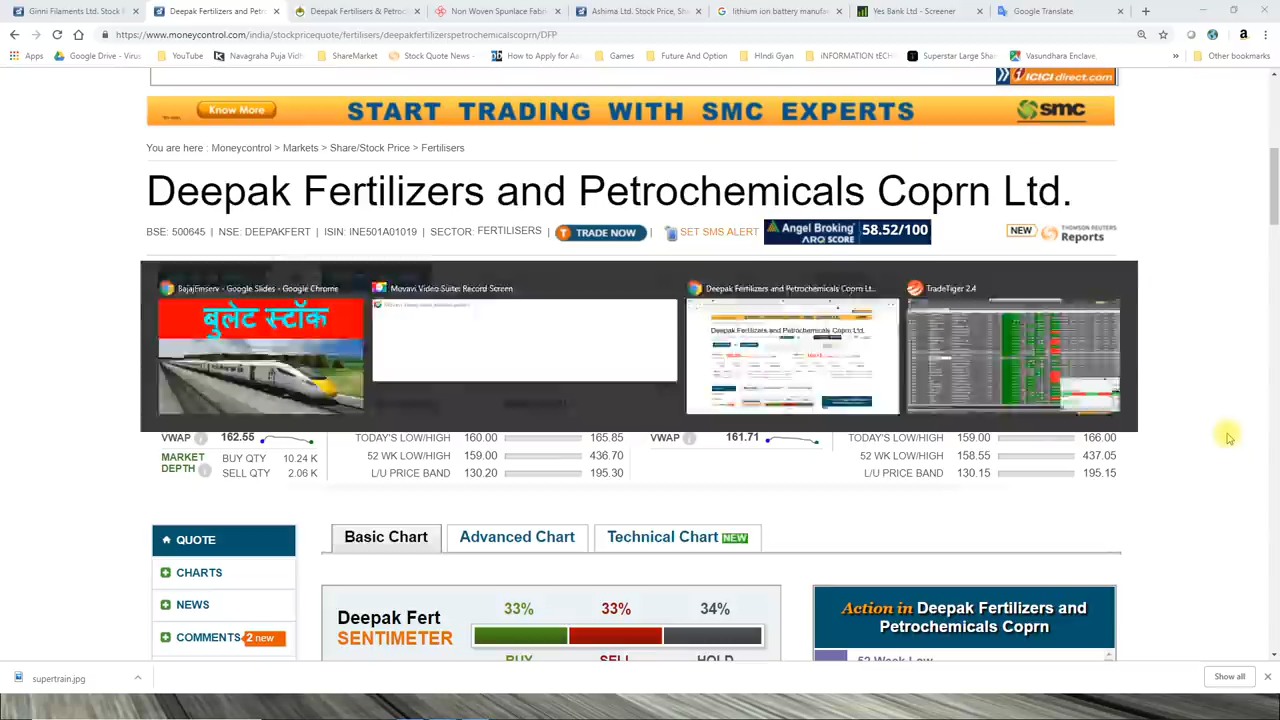 Ginni Filaments Ltd. Stock P
Deepak Fertilizers and Petro
Deepak Fertilisers & Petroch
Non Woven Spunlace Fabri
Ashima Ltd. Stock Price, Sha
lithium ion battery manufac
Yes Bank Ltd - Screener
Google Translate
https://www.moneycontrol.com/india/stockpricequote/fertilisers/deepakfertilizerspetrochemicalscoprn/DFP
Apps
Google Drive - Virus
YouTube
Navagraha Puja Vidh
ShareMarket
Stock Quote News -
How to Apply for Aa
Games
Future And Option
HIndi Gyan
iNFORMATION tECH
Superstar Large Shar
Vasundhara Enclave,
Other bookmarks
ICICI direct.com
Know More START TRADING WITH SMC EXPERTS smc
You are here : Moneycontrol > Markets > Share/Stock Price > Fertilisers
Deepak Fertilizers and Petrochemicals Coprn Ltd.
BSE: 500645 | NSE: DEEPAKFERT | ISIN: INE501A01019 | SECTOR: FERTILISERS | TRADE NOW | SET SMS ALERT
Angel Broking ARQ SCORE 58.52/100
NEW THOMSON REUTERS Reports
BajajEmserv - Google Slides - Google Chrome
Movavi Video Suite: Record Screen
Deepak Fertilizers and Petrochemicals Coprn Lt...
TradeTiger 2.4
बुलेट स्टॉक
Deepak Fertilizers and Petrochemicals Coprn Ltd.
VWAP 162.55 TODAY'S LOW/HIGH 160.00 165.85 VWAP 161.71 TODAY'S LOW/HIGH 159.00 166.00
MARKET DEPTH BUY QTY 10.24 K 52 WK LOW/HIGH 159.00 436.70 52 WK LOW/HIGH 158.55 437.05
SELL QTY 2.06 K L/U PRICE BAND 130.20 195.30 L/U PRICE BAND 130.15 195.15
QUOTE
CHARTS
NEWS
COMMENTS 2 new
Basic Chart
Advanced Chart
Technical Chart NEW
Deepak Fert
SENTIMETER
33% 33% 34%
BUY SELL HOLD
Action in Deepak Fertilizers and
Petrochemicals Coprn
52 Week Low
supertrain.jpg
Show all